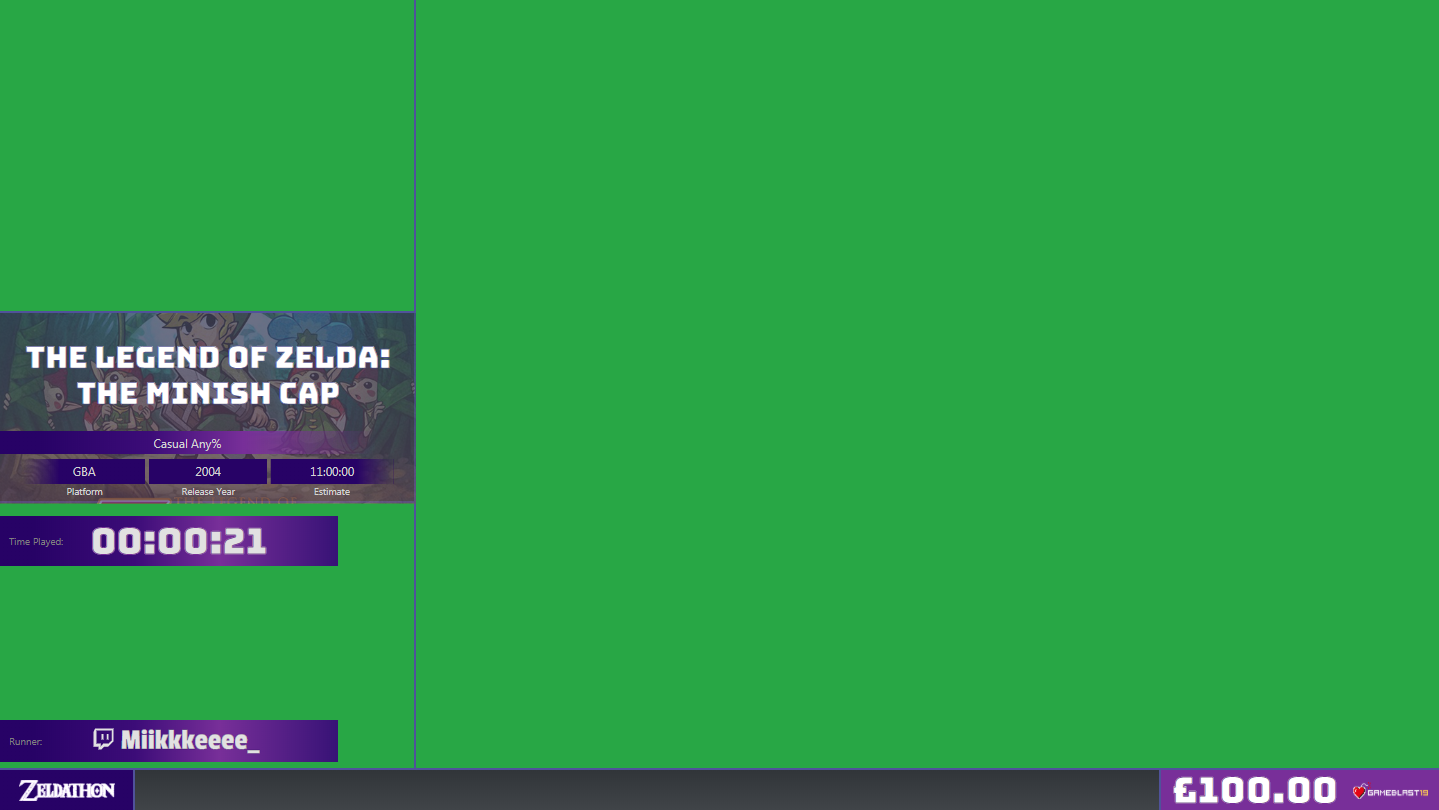 THE LEGEND OF ZELDA:
THE MINISH CAP
Casual Any%
GBA 2004 11:00:00
Platform Release Year Estimate
Time Played: 00:00:21
Runner: Miikkkeeee_
ZELDATHON £100.00 GAMEBLAST19